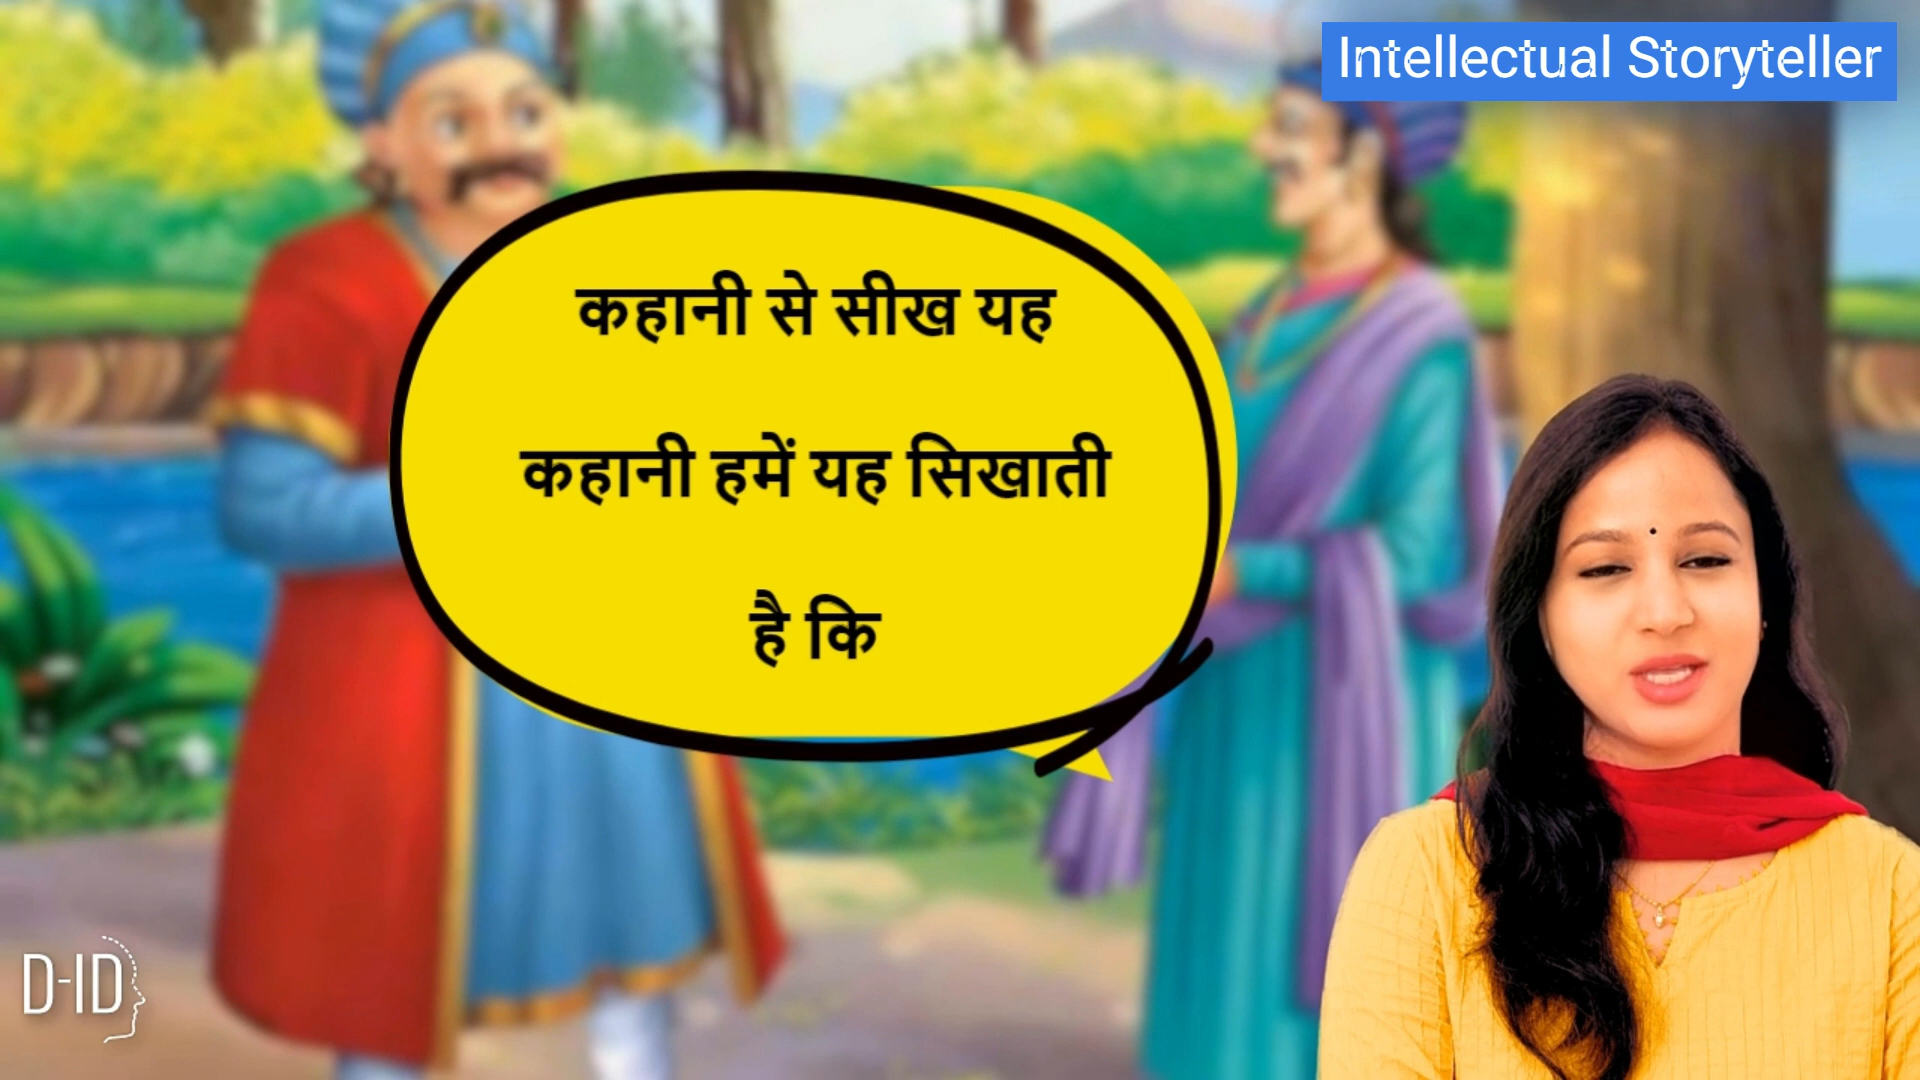 Intellectual Storyteller
कहानी से सीख यह
कहानी हमें यह सिखाती
है कि
D-ID